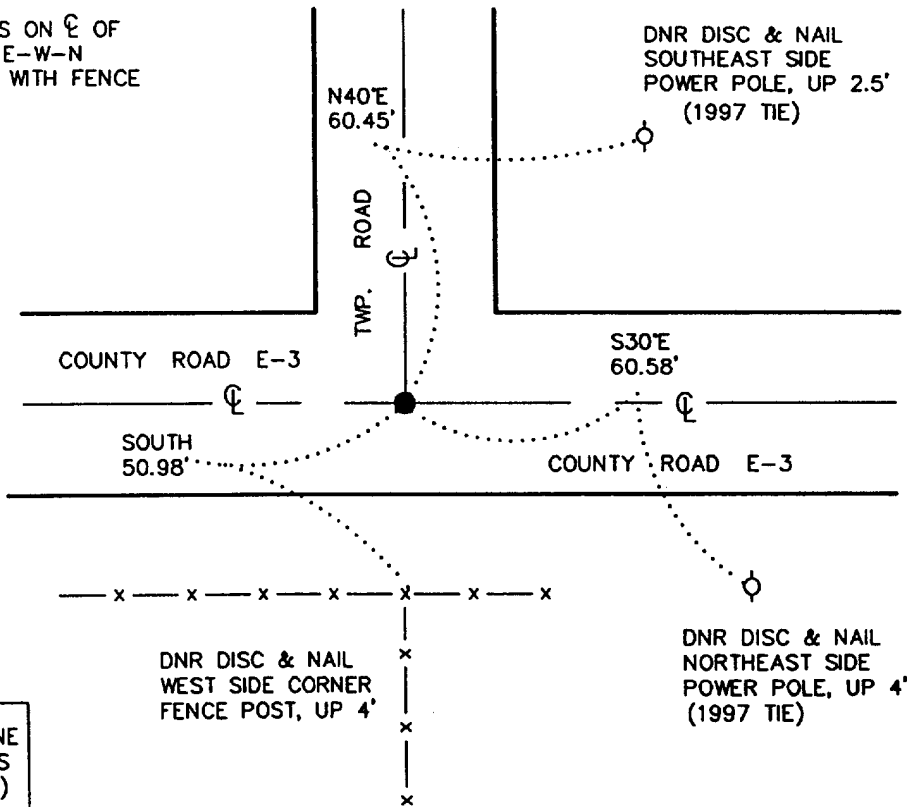 S ON ℄ OF
E-W-N
WITH FENCE
DNR DISC & NAIL
SOUTHEAST SIDE
POWER POLE, UP 2.5'
(1997 TIE)
N40°E
60.45'
TWP. ROAD
℄
COUNTY ROAD E-3
S30°E
60.58'
℄
℄
SOUTH
50.98'
COUNTY ROAD E-3
DNR DISC & NAIL
WEST SIDE CORNER
FENCE POST, UP 4'
DNR DISC & NAIL
NORTHEAST SIDE
POWER POLE, UP 4'
(1997 TIE)
NE
S
)